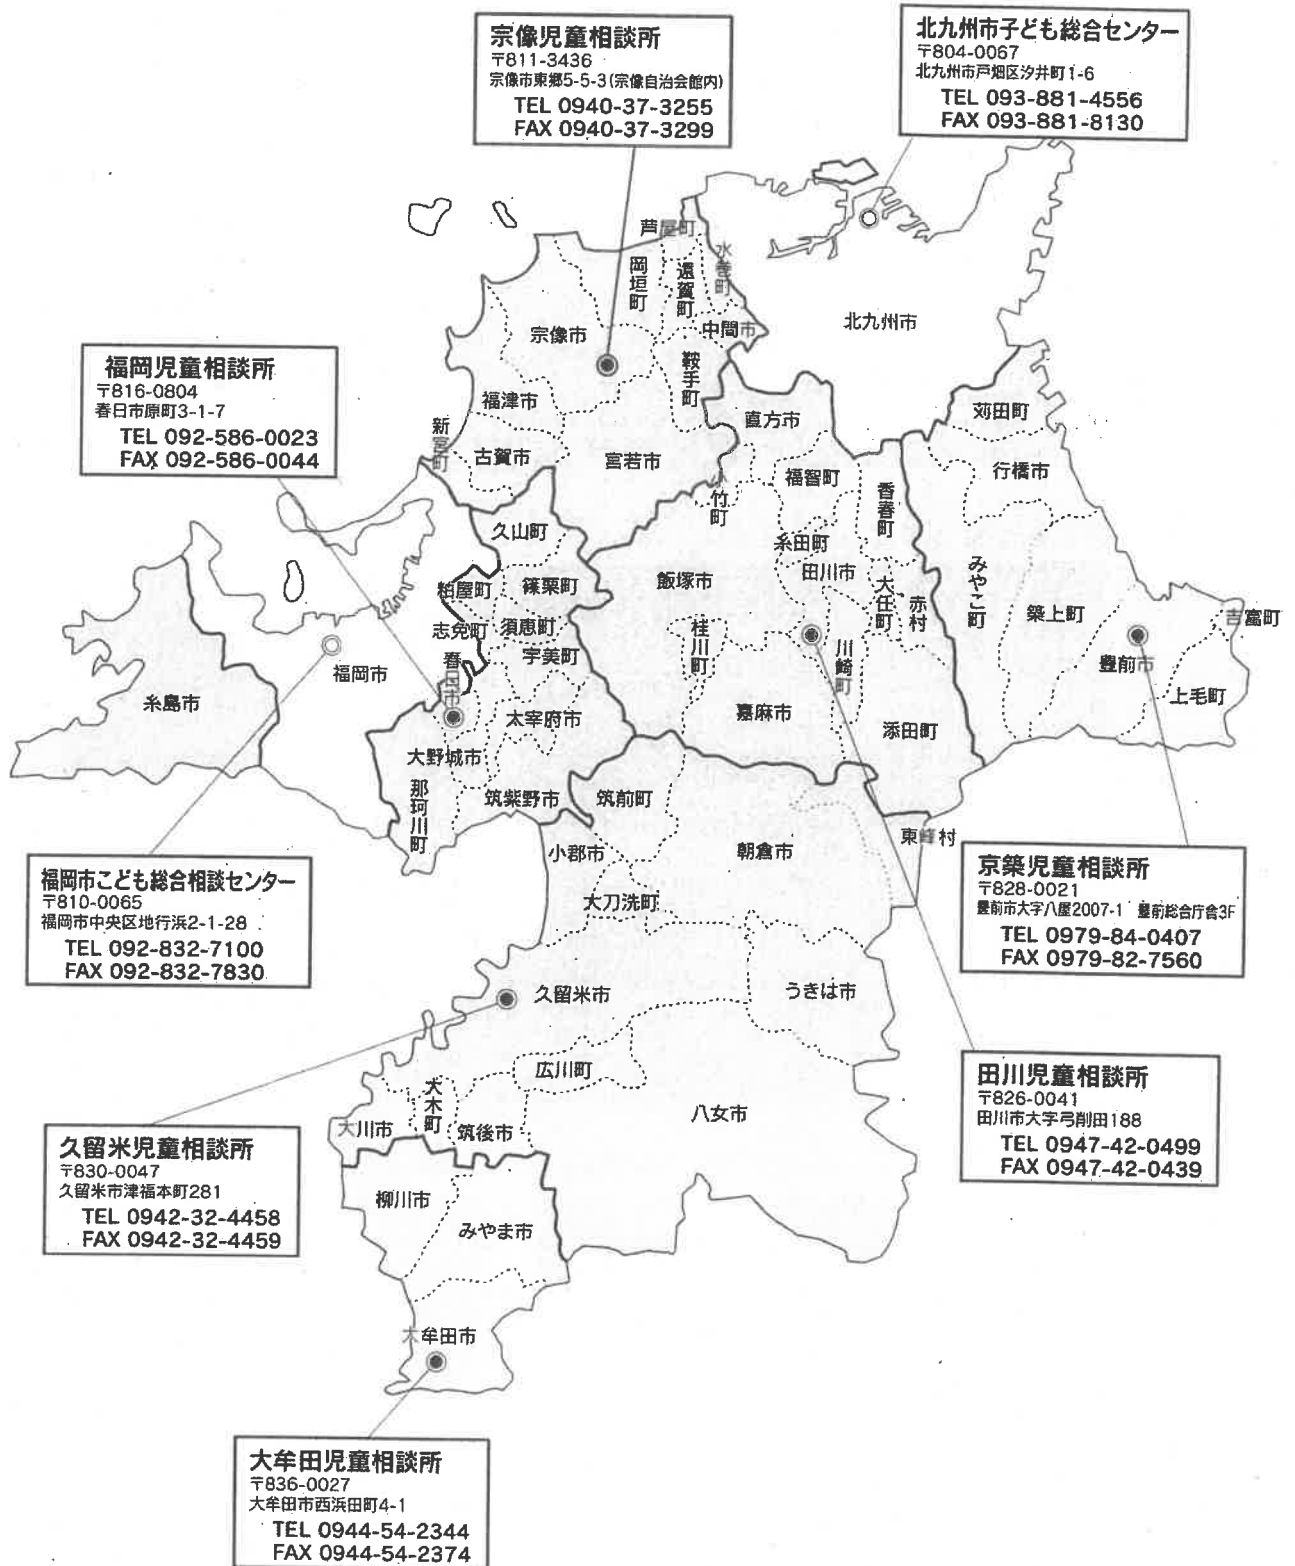 宗像児童相談所
〒811-3436
宗像市東郷5-5-3(宗像自治会館内)
TEL 0940-37-3255
FAX 0940-37-3299
北九州市子ども総合センター
〒804-0067
北九州市戸畑区汐井町1-6
TEL 093-881-4556
FAX 093-881-8130
芦屋町
水巻町
岡垣町
遠賀町
中間市
北九州市
宗像市
鞍手町
福岡児童相談所
〒816-0804
春日市原町3-1-7
TEL 092-586-0023
FAX 092-586-0044
福津市
新宮町
古賀市
宮若市
直方市
苅田町
行橋市
福智町
小竹町
香春町
久山町
糸田町
田川市
飯塚市
粕屋町
篠栗町
大任町
赤村
みやこ町
築上町
吉富町
志免町
須恵町
宇美町
桂川町
川崎町
豊前市
上毛町
福岡市
春日市
糸島市
太宰府市
嘉麻市
添田町
大野城市
那珂川町
筑紫野市
筑前町
小郡市
朝倉市
東峰村
大刀洗町
福岡市こども総合相談センター
〒810-0065
福岡市中央区地行浜2-1-28
TEL 092-832-7100
FAX 092-832-7830
京築児童相談所
〒828-0021
豊前市大字八屋2007-1 豊前総合庁舎3F
TEL 0979-84-0407
FAX 0979-82-7560
久留米市
うきは市
広川町
大木町
八女市
大川市
筑後市
田川児童相談所
〒826-0041
田川市大字弓削田188
TEL 0947-42-0499
FAX 0947-42-0439
久留米児童相談所
〒830-0047
久留米市津福本町281
TEL 0942-32-4458
FAX 0942-32-4459
柳川市
みやま市
大牟田市
大牟田児童相談所
〒836-0027
大牟田市西浜田町4-1
TEL 0944-54-2344
FAX 0944-54-2374